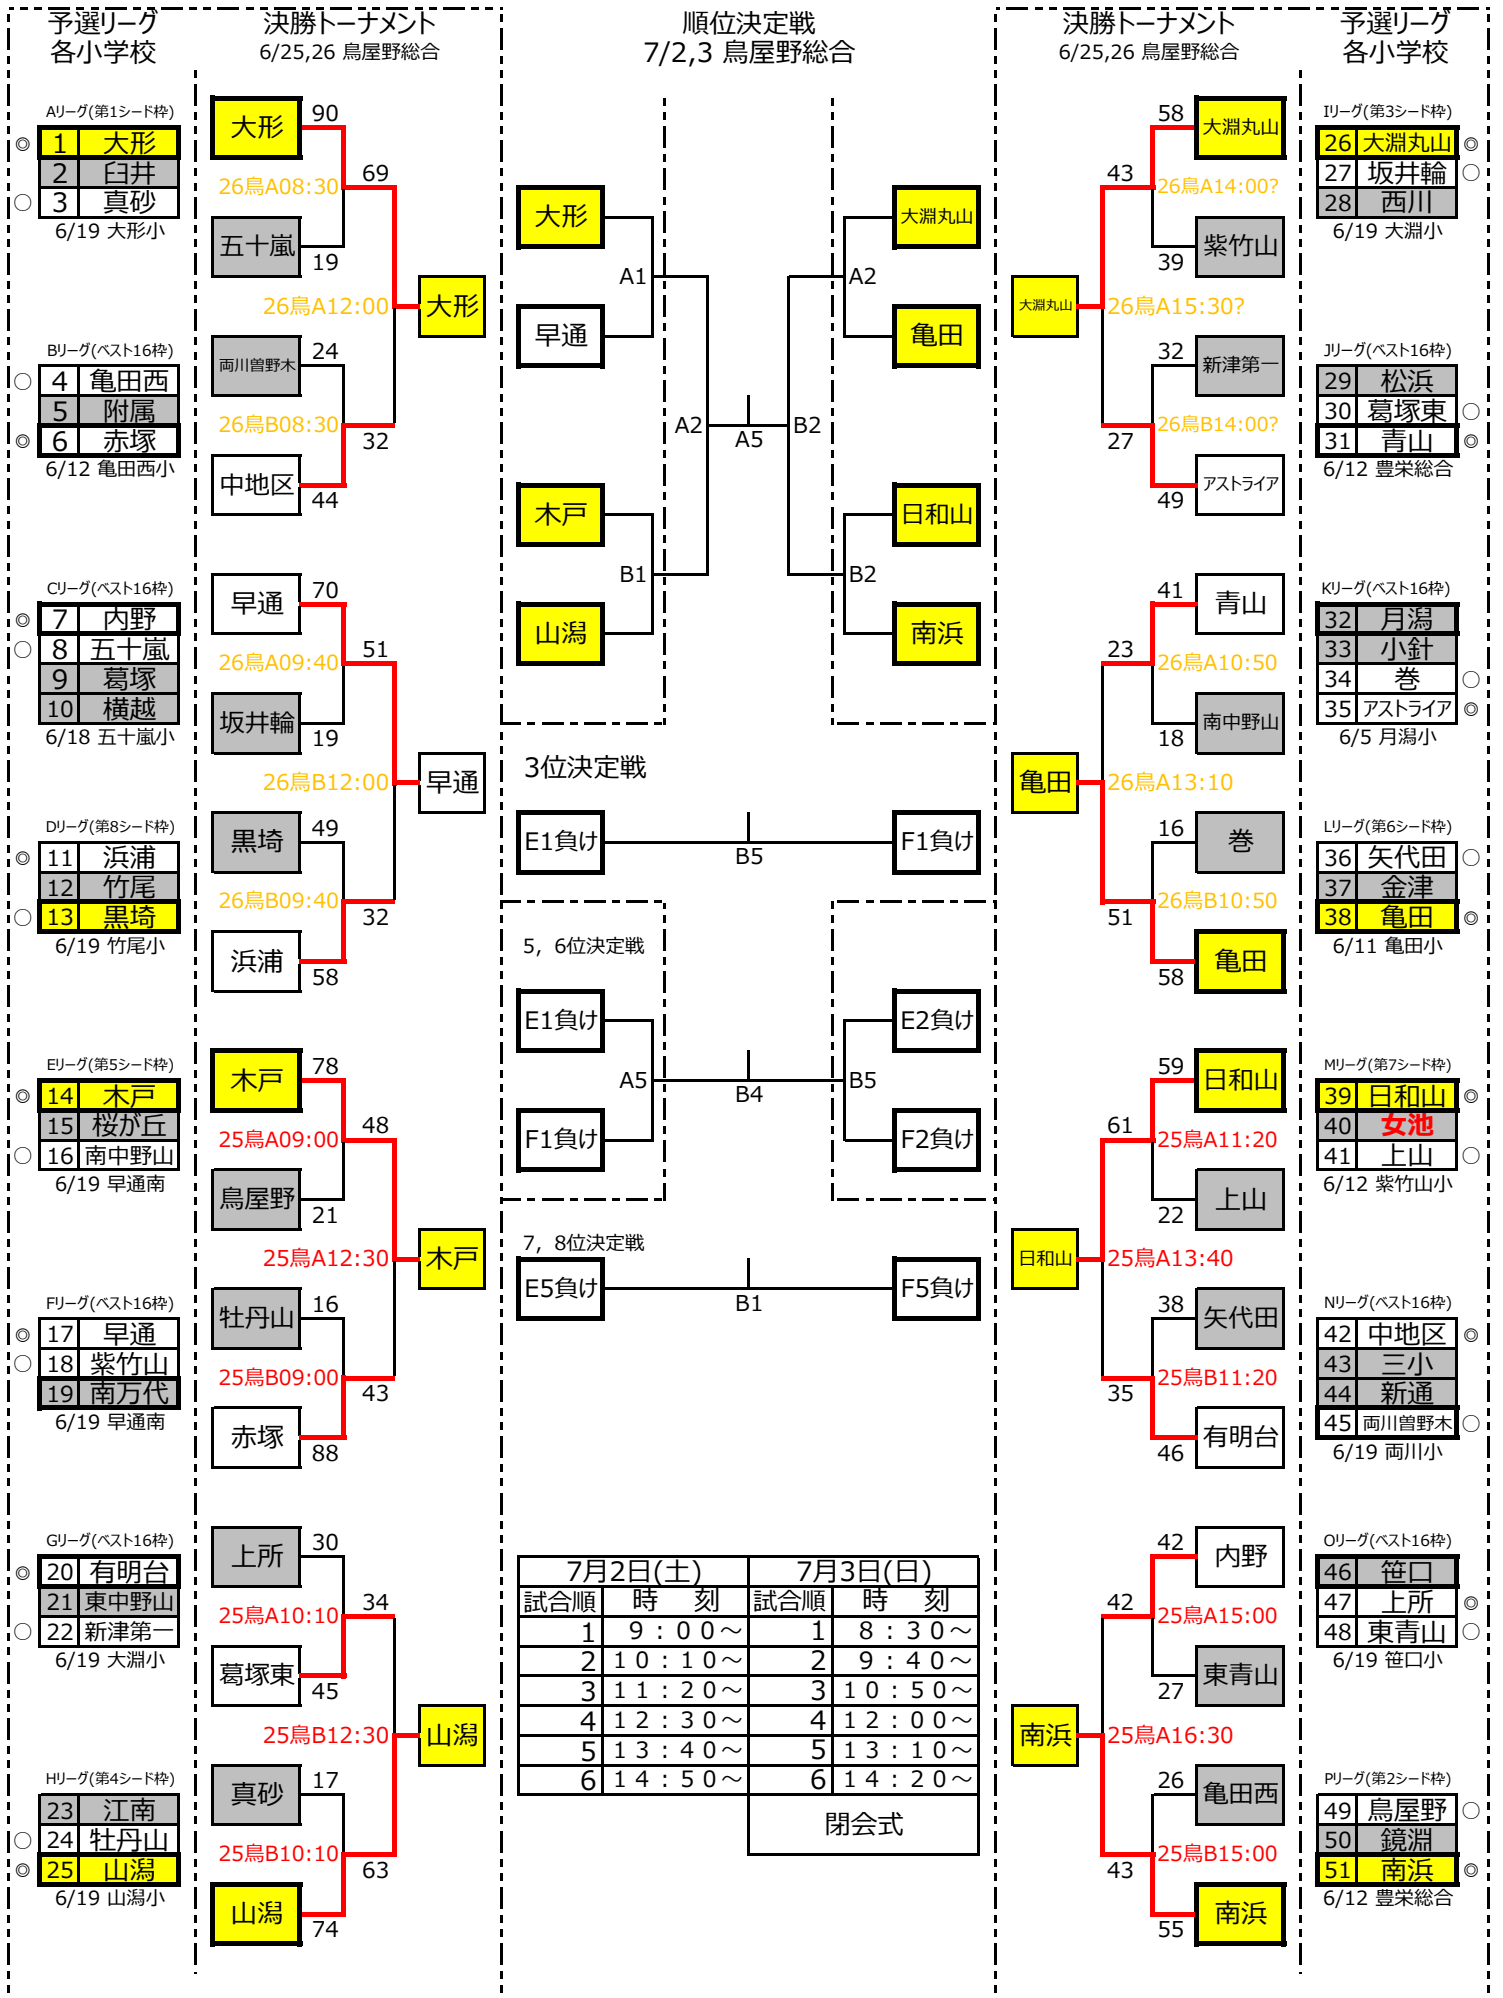 予選リーグ
各小学校
決勝トーナメント
6/25,26 鳥屋野総合
順位決定戦
7/2,3 鳥屋野総合
決勝トーナメント
6/25,26 鳥屋野総合
予選リーグ
各小学校
Aリーグ(第1シード枠)
◎ 1 大形
2 臼井
○ 3 真砂
6/19 大形小
Bリーグ(ベスト16枠)
○ 4 亀田西
5 附属
◎ 6 赤塚
6/12 亀田西小
Cリーグ(ベスト16枠)
◎ 7 内野
○ 8 五十嵐
9 葛塚
10 横越
6/18 五十嵐小
Dリーグ(第8シード枠)
◎ 11 浜浦
12 竹尾
○ 13 黒埼
6/19 竹尾小
Eリーグ(第5シード枠)
◎ 14 木戸
15 桜が丘
○ 16 南中野山
6/19 早通南
Fリーグ(ベスト16枠)
◎ 17 早通
○ 18 紫竹山
19 南万代
6/19 早通南
Gリーグ(ベスト16枠)
◎ 20 有明台
21 東中野山
○ 22 新津第一
6/19 大淵小
Hリーグ(第4シード枠)
23 江南
○ 24 牡丹山
◎ 25 山潟
6/19 山潟小
大形 90
26鳥A08:30 69
五十嵐 19
26鳥A12:00 大形
両川曽野木 24
26鳥B08:30 32
中地区 44
早通 70
26鳥A09:40 51
坂井輪 19
26鳥B12:00 早通
黒埼 49
26鳥B09:40 32
浜浦 58
木戸 78
25鳥A09:00 48
鳥屋野 21
25鳥A12:30 木戸
牡丹山 16
25鳥B09:00 43
赤塚 88
上所 30
25鳥A10:10 34
葛塚東 45
25鳥B12:30 山潟
真砂 17
25鳥B10:10 63
山潟 74
大形 大淵丸山
A1 A2
早通 亀田
A2 A5 B2
木戸 日和山
B1 B2
山潟 南浜
3位決定戦
E1負け B5 F1負け
5，6位決定戦
E1負け E2負け
A5 B4 B5
F1負け F2負け
7，8位決定戦
E5負け B1 F5負け
7月2日(土) 7月3日(日)
試合順 時 刻 試合順 時 刻
1 9：00～ 1 8：30～
2 10：10～ 2 9：40～
3 11：20～ 3 10：50～
4 12：30～ 4 12：00～
5 13：40～ 5 13：10～
6 14：50～ 6 14：20～
閉会式
58 大淵丸山
43 26鳥A14:00?
39 紫竹山
大淵丸山 26鳥A15:30?
32 新津第一
26鳥B14:00?
27
49 アストライア
41 青山
23 26鳥A10:50
18 南中野山
亀田 26鳥A13:10
16 巻
51 26鳥B10:50
58 亀田
59 日和山
61 25鳥A11:20
22 上山
日和山 25鳥A13:40
38 矢代田
35 25鳥B11:20
46 有明台
42 内野
42 25鳥A15:00
27 東青山
南浜 25鳥A16:30
26 亀田西
43 25鳥B15:00
55 南浜
Iリーグ(第3シード枠)
26 大淵丸山 ◎
27 坂井輪 ○
28 西川
6/19 大淵小
Jリーグ(ベスト16枠)
29 松浜
30 葛塚東 ○
31 青山 ◎
6/12 豊栄総合
Kリーグ(ベスト16枠)
32 月潟
33 小針
34 巻 ○
35 アストライア ◎
6/5 月潟小
Lリーグ(第6シード枠)
36 矢代田 ○
37 金津
38 亀田 ◎
6/11 亀田小
Mリーグ(第7シード枠)
39 日和山 ◎
40 女池
41 上山 ○
6/12 紫竹山小
Nリーグ(ベスト16枠)
42 中地区 ◎
43 三小
44 新通
45 両川曽野木 ○
6/19 両川小
Oリーグ(ベスト16枠)
46 笹口
47 上所 ◎
48 東青山 ○
6/19 笹口小
Pリーグ(第2シード枠)
49 鳥屋野 ○
50 鏡淵
51 南浜 ◎
6/12 豊栄総合